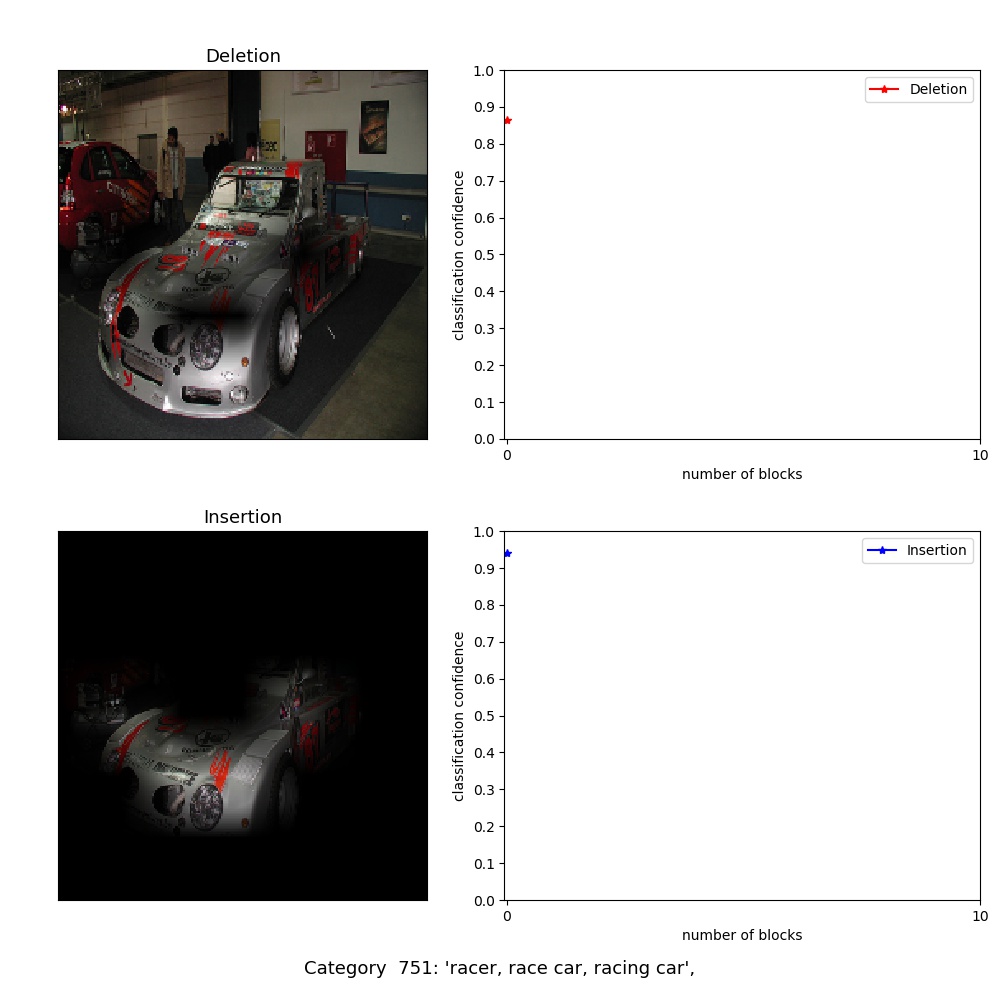 Deletion
1.0
0.9
0.8
0.7
0.6
0.5
0.4
0.3
0.2
0.1
0.0
classification confidence
Deletion
0
10
number of blocks
Insertion
1.0
0.9
0.8
0.7
0.6
0.5
0.4
0.3
0.2
0.1
0.0
classification confidence
Insertion
0
10
number of blocks
Category 751: 'racer, race car, racing car',